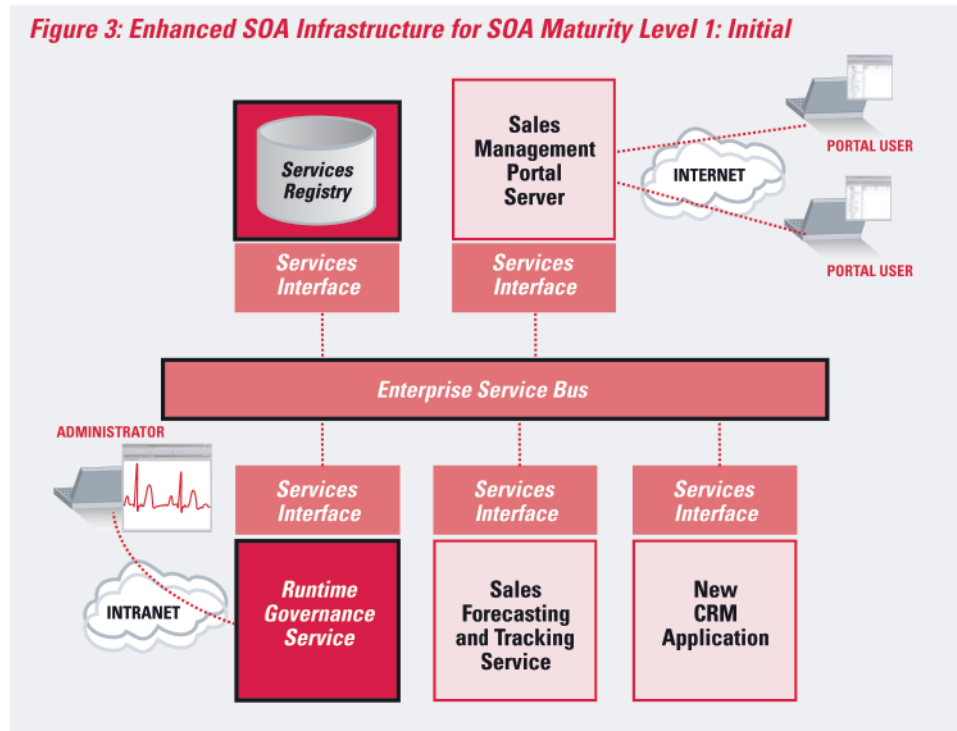 Figure 3: Enhanced SOA Infrastructure for SOA Maturity Level 1: Initial
Services
Registry
Sales
Management
Portal
Server
INTERNET
PORTAL USER
PORTAL USER
Services
Interface
Services
Interface
Enterprise Service Bus
ADMINISTRATOR
Services
Interface
Services
Interface
Services
Interface
INTRANET
Runtime
Governance
Service
Sales
Forecasting
and Tracking
Service
New
CRM
Application